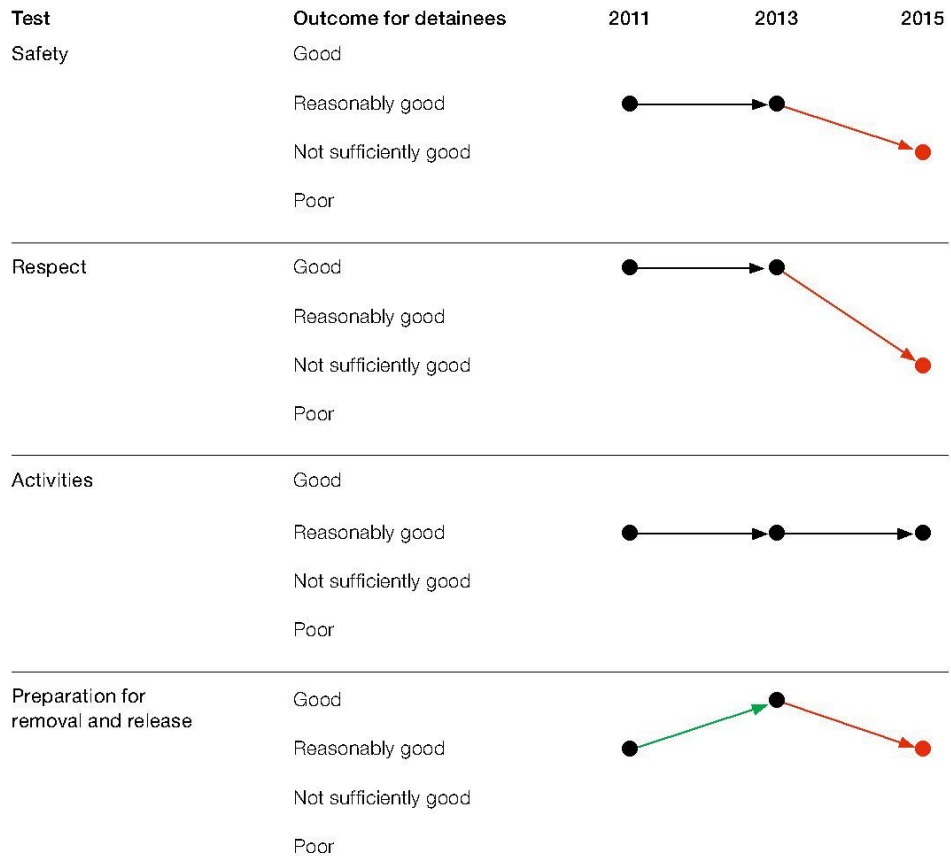 Test Outcome for detainees 2011 2013 2015
Safety Good
Reasonably good
Not sufficiently good
Poor
Respect Good
Reasonably good
Not sufficiently good
Poor
Activities Good
Reasonably good
Not sufficiently good
Poor
Preparation for Good
removal and release
Reasonably good
Not sufficiently good
Poor